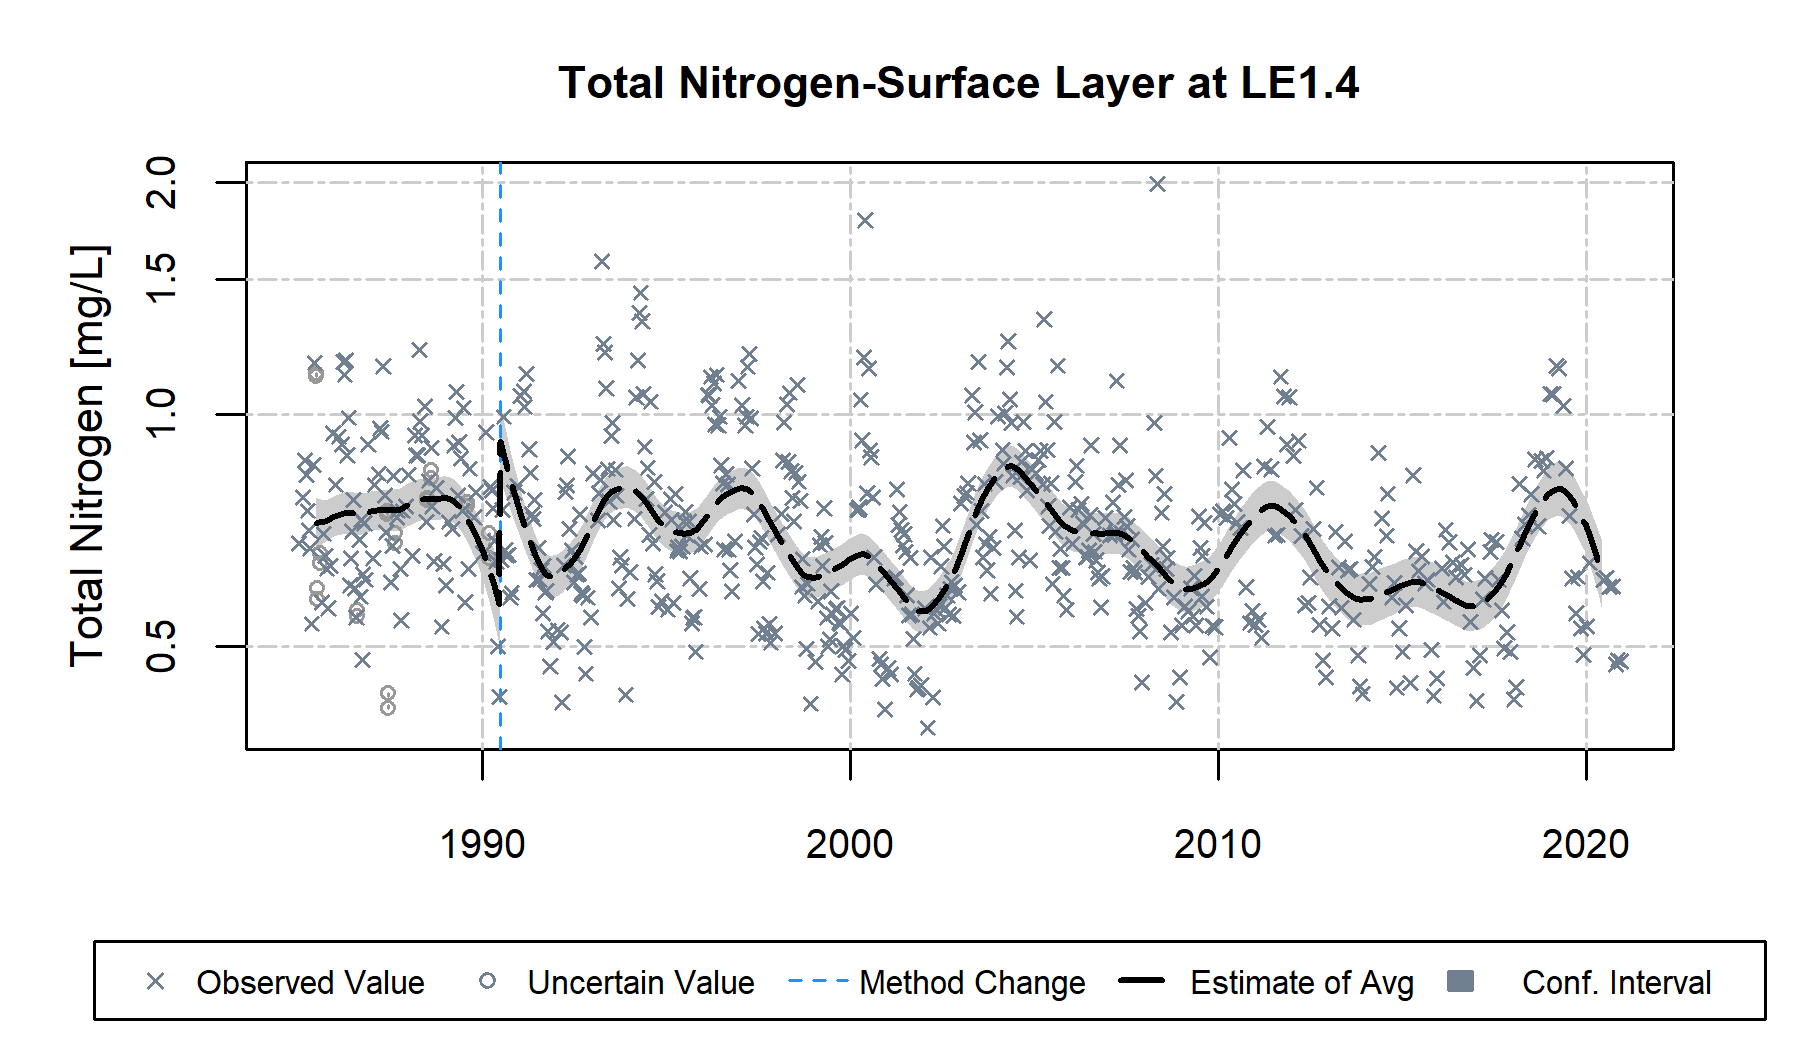 Total Nitrogen-Surface Layer at LE1.4
Total Nitrogen [mg/L]
2.0
1.5
1.0
0.5
1990 2000 2010 2020
Observed Value Uncertain Value Method Change Estimate of Avg Conf. Interval